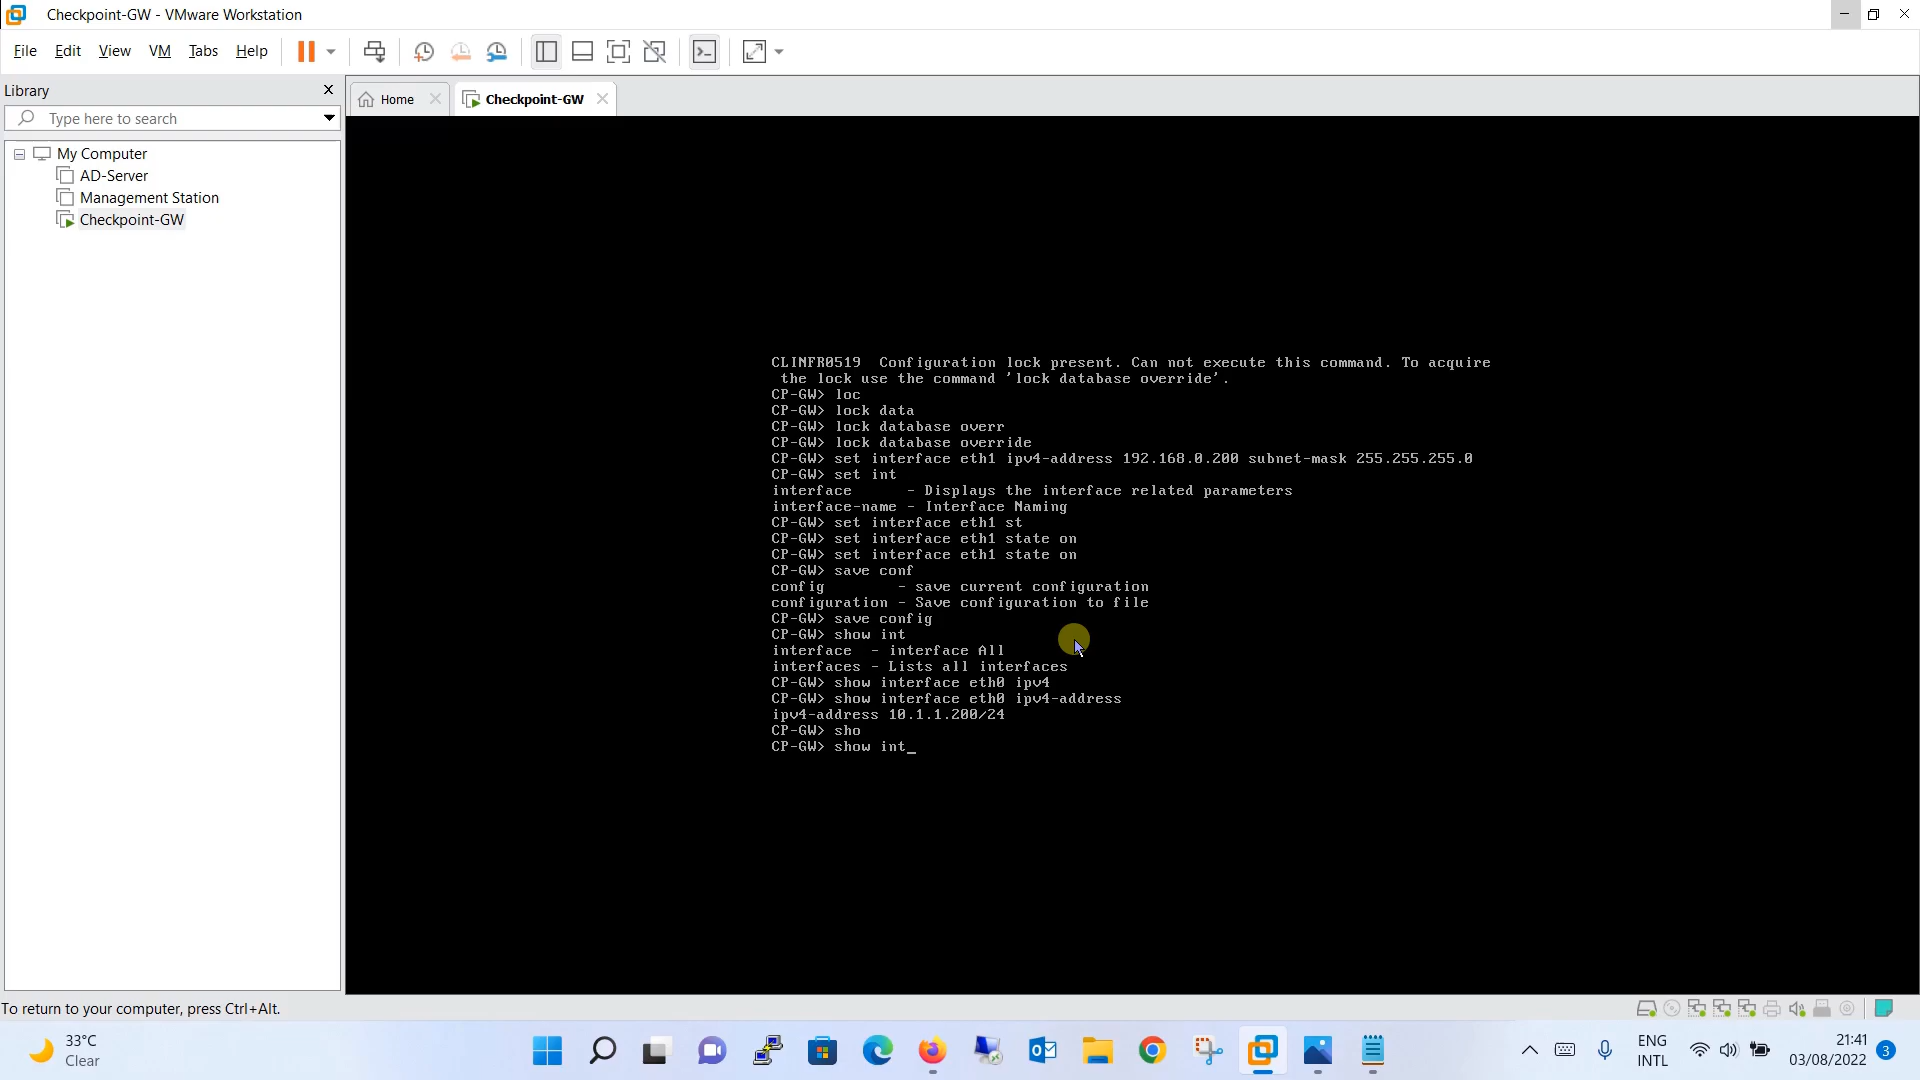 Checkpoint-GW - VMware Workstation
File Edit View VM Tabs Help
Library
Home
Checkpoint-GW
Type here to search
My Computer
AD-Server
Management Station
Checkpoint-GW
CLINFR0519 Configuration lock present. Can not execute this command. To acquire
the lock use the command 'lock database override'.
CP-GW> loc
CP-GW> lock data
CP-GW> lock database overr
CP-GW> lock database override
CP-GW> set interface eth1 ipv4-address 192.168.0.200 subnet-mask 255.255.255.0
CP-GW> set int
interface - Displays the interface related parameters
interface-name - Interface Naming
CP-GW> set interface eth1 st
CP-GW> set interface eth1 state on
CP-GW> set interface eth1 state on
CP-GW> save conf
config - save current configuration
configuration - Save configuration to file
CP-GW> save config
CP-GW> show int
interface - interface All
interfaces - Lists all interfaces
CP-GW> show interface eth0 ipv4
CP-GW> show interface eth0 ipv4-address
ipv4-address 10.1.1.200/24
CP-GW> sho
CP-GW> show int_
To return to your computer, press Ctrl+Alt.
33°C
Clear
ENG
INTL
21:41
03/08/2022
3